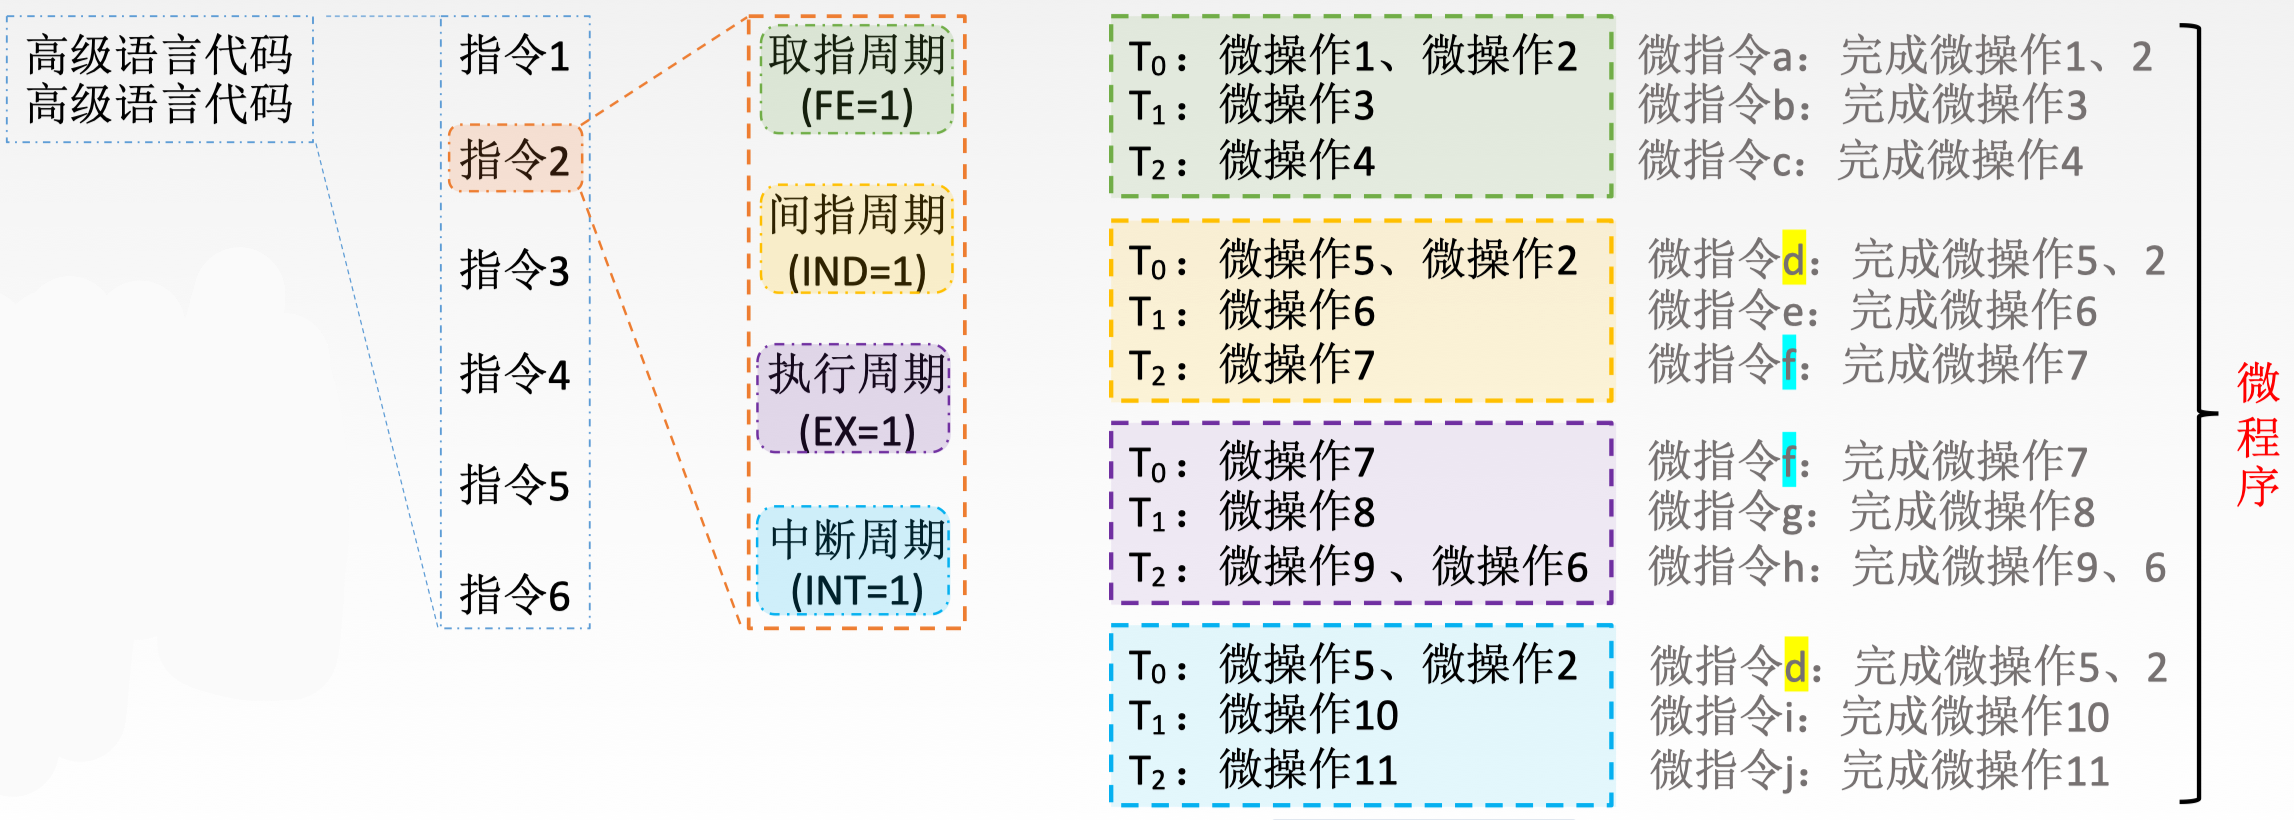 高级语言代码
高级语言代码
指令1
指令2
指令3
指令4
指令5
指令6
取指周期
(FE=1)
间指周期
(IND=1)
执行周期
(EX=1)
中断周期
(INT=1)
T₀：微操作1、微操作2
T₁：微操作3
T₂：微操作4
T₀：微操作5、微操作2
T₁：微操作6
T₂：微操作7
T₀：微操作7
T₁：微操作8
T₂：微操作9 、微操作6
T₀：微操作5、微操作2
T₁：微操作10
T₂：微操作11
微指令a：完成微操作1、2
微指令b：完成微操作3
微指令c：完成微操作4
微指令d：完成微操作5、2
微指令e：完成微操作6
微指令f：完成微操作7
微指令f：完成微操作7
微指令g：完成微操作8
微指令h：完成微操作9、6
微指令d：完成微操作5、2
微指令i：完成微操作10
微指令j：完成微操作11
微程序